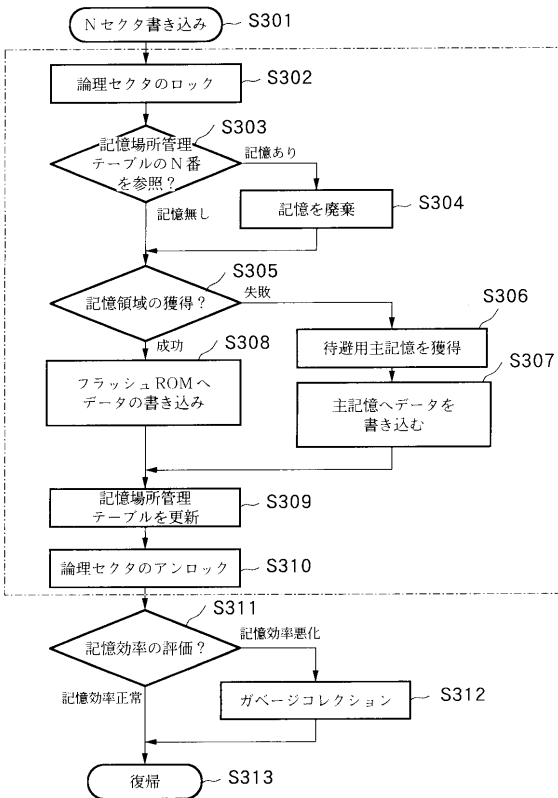 Nセクタ書き込み
S301
論理セクタのロック
S302
S303
記憶場所管理
テーブルのN番
を参照？
記憶あり
記憶無し
記憶を廃棄
S304
S305
記憶領域の獲得？
失敗
成功
S306
待避用主記憶を獲得
S308
フラッシュROMへ
データの書き込み
S307
主記憶へデータを
書き込む
記憶場所管理
テーブルを更新
S309
論理セクタのアンロック
S310
S311
記憶効率の評価？
記憶効率悪化
記憶効率正常
ガベージコレクション
S312
復帰
S313